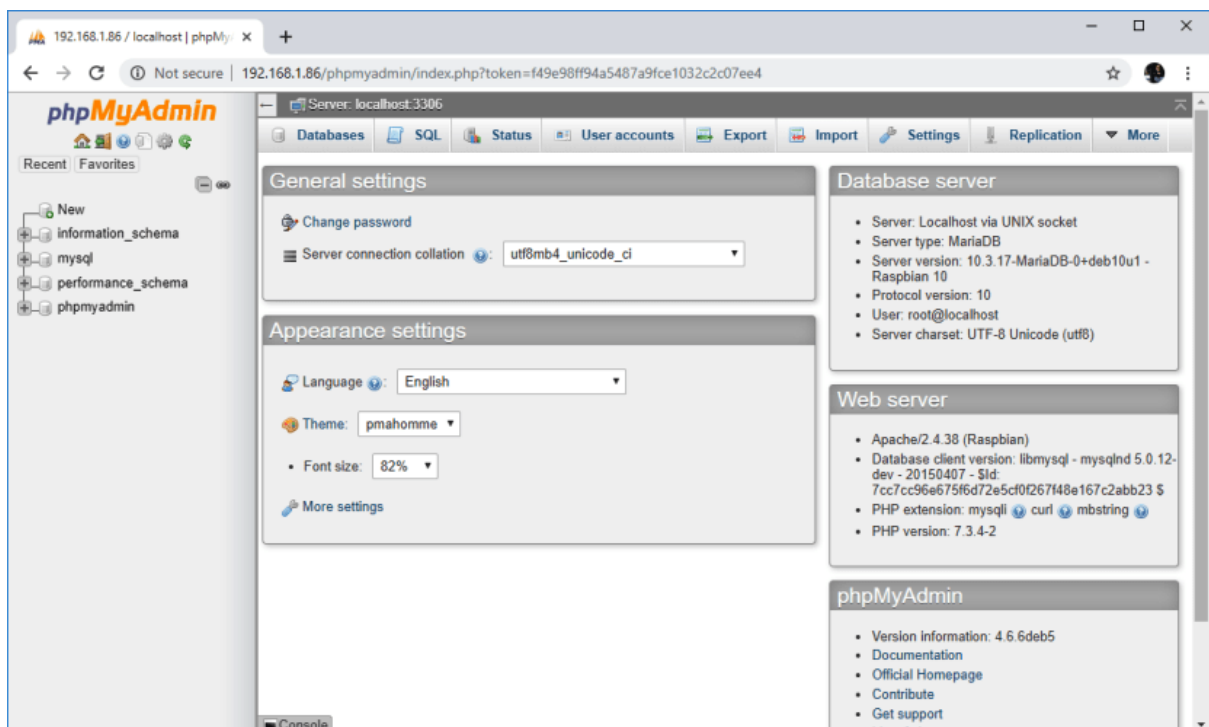 192.168.1.86 / localhost | phpMy
Not secure | 192.168.1.86/phpmyadmin/index.php?token=f49e98ff94a5487a9fce1032c2c07ee4
phpMyAdmin
Recent Favorites
New
information_schema
mysql
performance_schema
phpmyadmin
Server: localhost:3306
Databases SQL Status User accounts Export Import Settings Replication More
General settings
Change password
Server connection collation : utf8mb4_unicode_ci
Appearance settings
Language : English
Theme: pmahomme
• Font size: 82%
More settings
Database server
• Server: Localhost via UNIX socket
• Server type: MariaDB
• Server version: 10.3.17-MariaDB-0+deb10u1 -
Raspbian 10
• Protocol version: 10
• User: root@localhost
• Server charset: UTF-8 Unicode (utf8)
Web server
• Apache/2.4.38 (Raspbian)
• Database client version: libmysql - mysqlnd 5.0.12-
dev - 20150407 - $Id:
7cc7cc96e675f6d72e5cf0f267f48e167c2abb23 $
• PHP extension: mysqli curl mbstring
• PHP version: 7.3.4-2
phpMyAdmin
• Version information: 4.6.6deb5
• Documentation
• Official Homepage
• Contribute
• Get support
Console